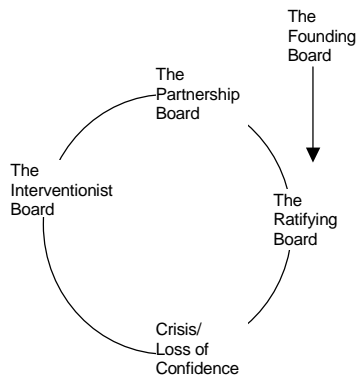 The
Founding
Board
The
Partnership
Board
The
Interventionist
Board
The
Ratifying
Board
Crisis/
Loss of
Confidence